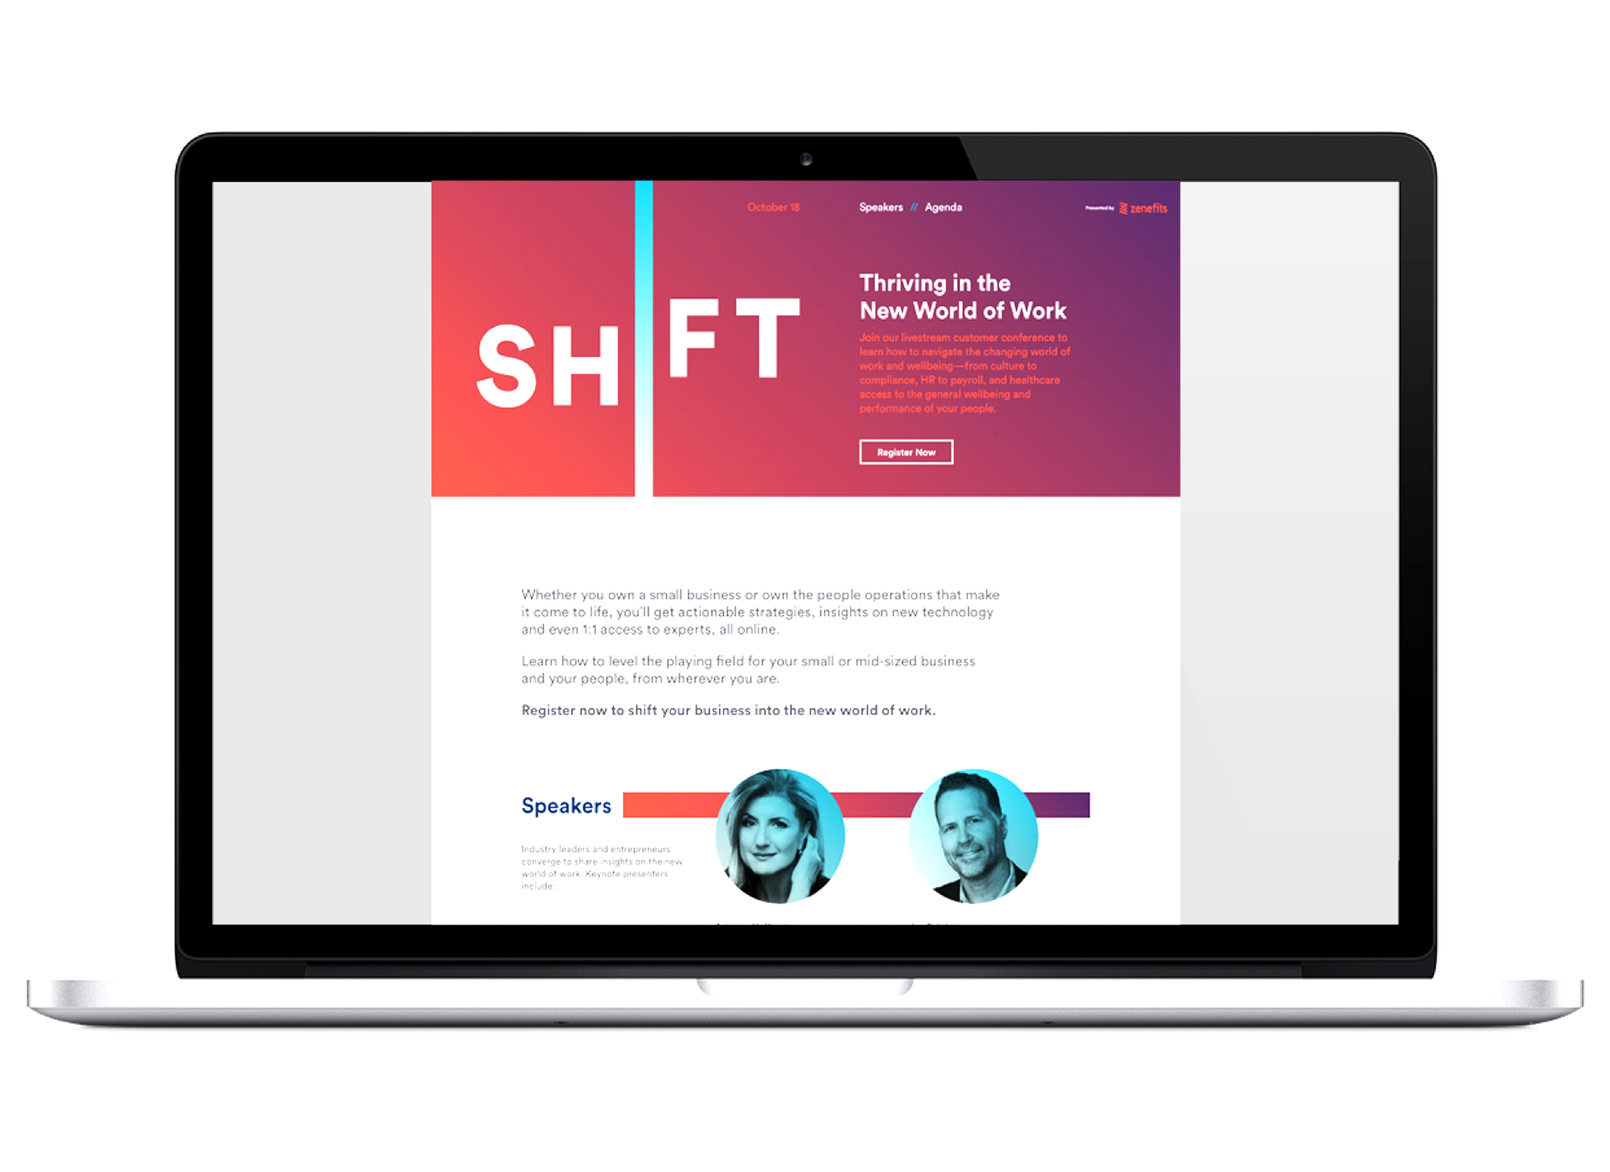 October 18
Speakers // Agenda
Presented by zenefits
SH FT
Thriving in the
New World of Work
Join our livestream customer conference to
learn how to navigate the changing world of
work and wellbeing—from culture to
compliance, HR to payroll, and healthcare
access to the general wellbeing and
performance of your people.
Register Now
Whether you own a small business or own the people operations that make
it come to life, you'll get actionable strategies, insights on new technology
and even 1:1 access to experts, all online.
Learn how to level the playing field for your small or mid-sized business
and your people, from wherever you are.
Register now to shift your business into the new world of work.
Speakers
Industry leaders and entrepreneurs
converge to share insights on the new
world of work. Keynote presenters
include: